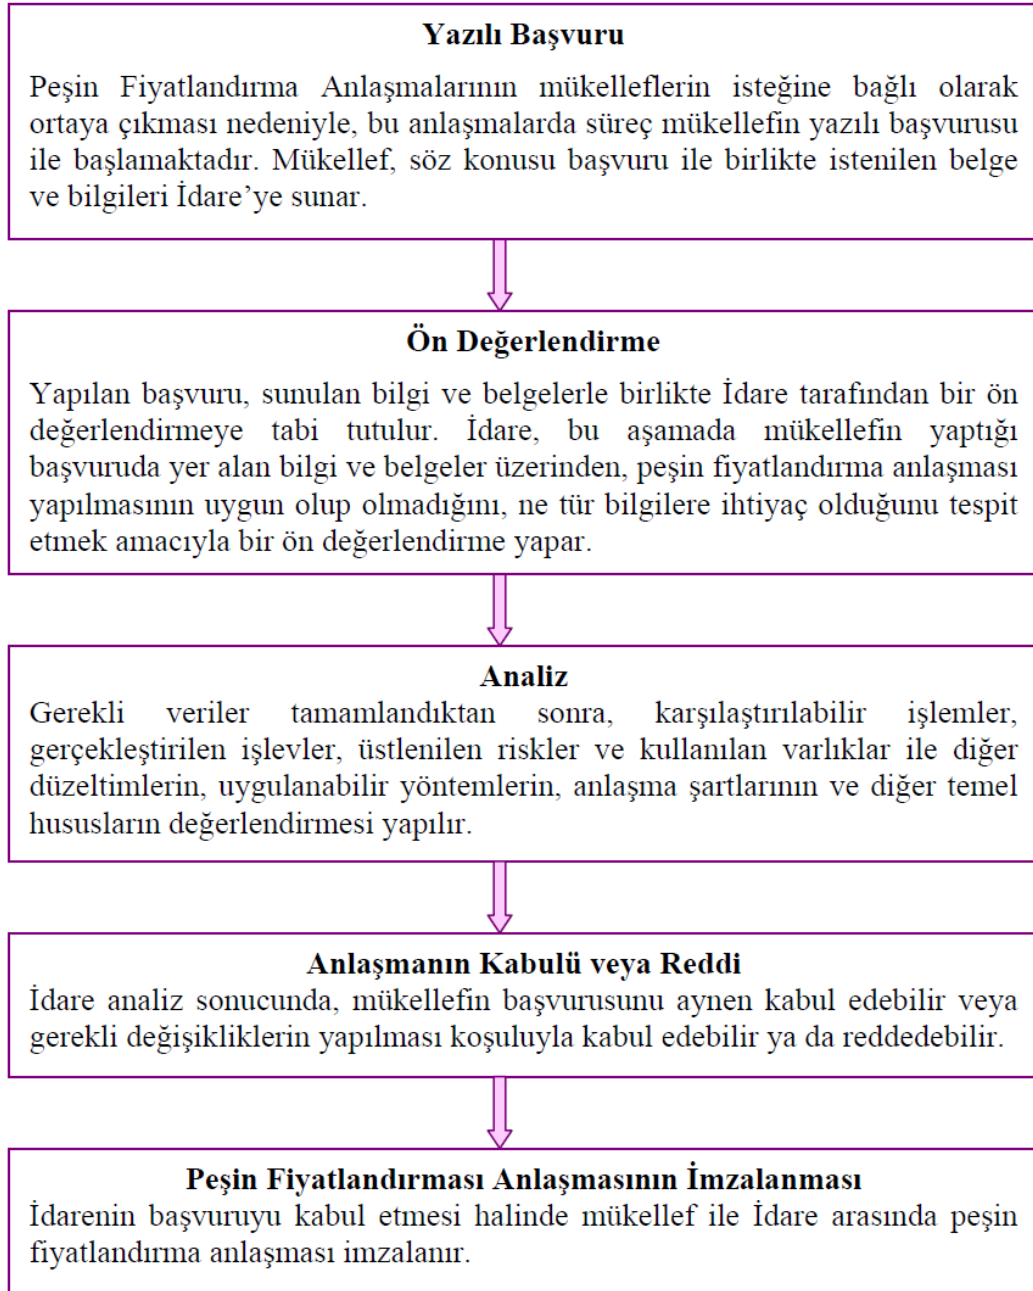 Yazılı Başvuru
Peşin Fiyatlandırma Anlaşmalarının mükelleflerin isteğine bağlı olarak
ortaya çıkması nedeniyle, bu anlaşmalarda süreç mükellefin yazılı başvurusu
ile başlamaktadır. Mükellef, söz konusu başvuru ile birlikte istenilen belge
ve bilgileri İdare’ye sunar.
Ön Değerlendirme
Yapılan başvuru, sunulan bilgi ve belgelerle birlikte İdare tarafından bir ön
değerlendirmeye tabi tutulur. İdare, bu aşamada mükellefin yaptığı
başvuruda yer alan bilgi ve belgeler üzerinden, peşin fiyatlandırma anlaşması
yapılmasının uygun olup olmadığını, ne tür bilgilere ihtiyaç olduğunu tespit
etmek amacıyla bir ön değerlendirme yapar.
Analiz
Gerekli veriler tamamlandıktan sonra, karşılaştırılabilir işlemler,
gerçekleştirilen işlevler, üstlenilen riskler ve kullanılan varlıklar ile diğer
düzeltimlerin, uygulanabilir yöntemlerin, anlaşma şartlarının ve diğer temel
hususların değerlendirmesi yapılır.
Anlaşmanın Kabulü veya Reddi
İdare analiz sonucunda, mükellefin başvurusunu aynen kabul edebilir veya
gerekli değişikliklerin yapılması koşuluyla kabul edebilir ya da reddedebilir.
Peşin Fiyatlandırması Anlaşmasının İmzalanması
İdarenin başvuruyu kabul etmesi halinde mükellef ile İdare arasında peşin
fiyatlandırma anlaşması imzalanır.